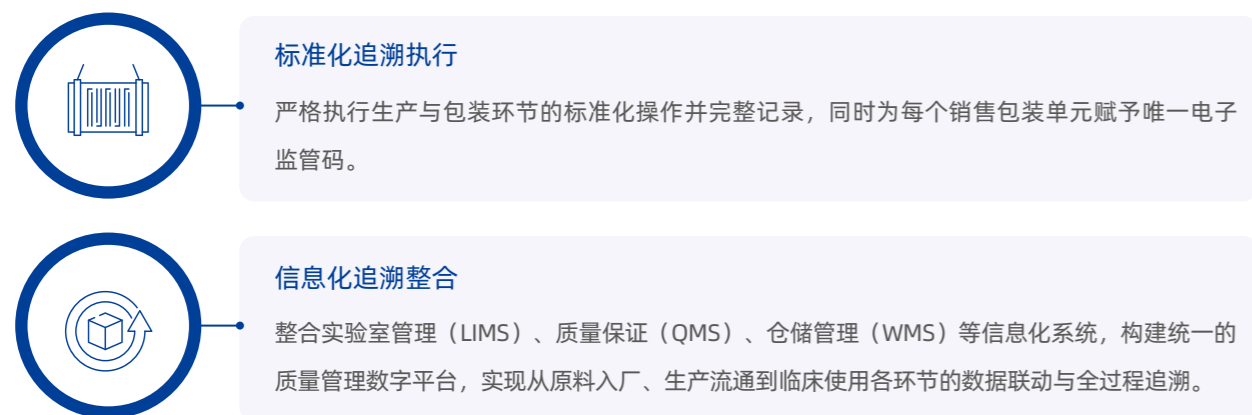 标准化追溯执行
严格执行生产与包装环节的标准化操作并完整记录，同时为每个销售包装单元赋予唯一电子
监管码。
信息化追溯整合
整合实验室管理（LIMS）、质量保证（QMS）、仓储管理（WMS）等信息化系统，构建统一的
质量管理数字平台，实现从原料入厂、生产流通到临床使用各环节的数据联动与全过程追溯。